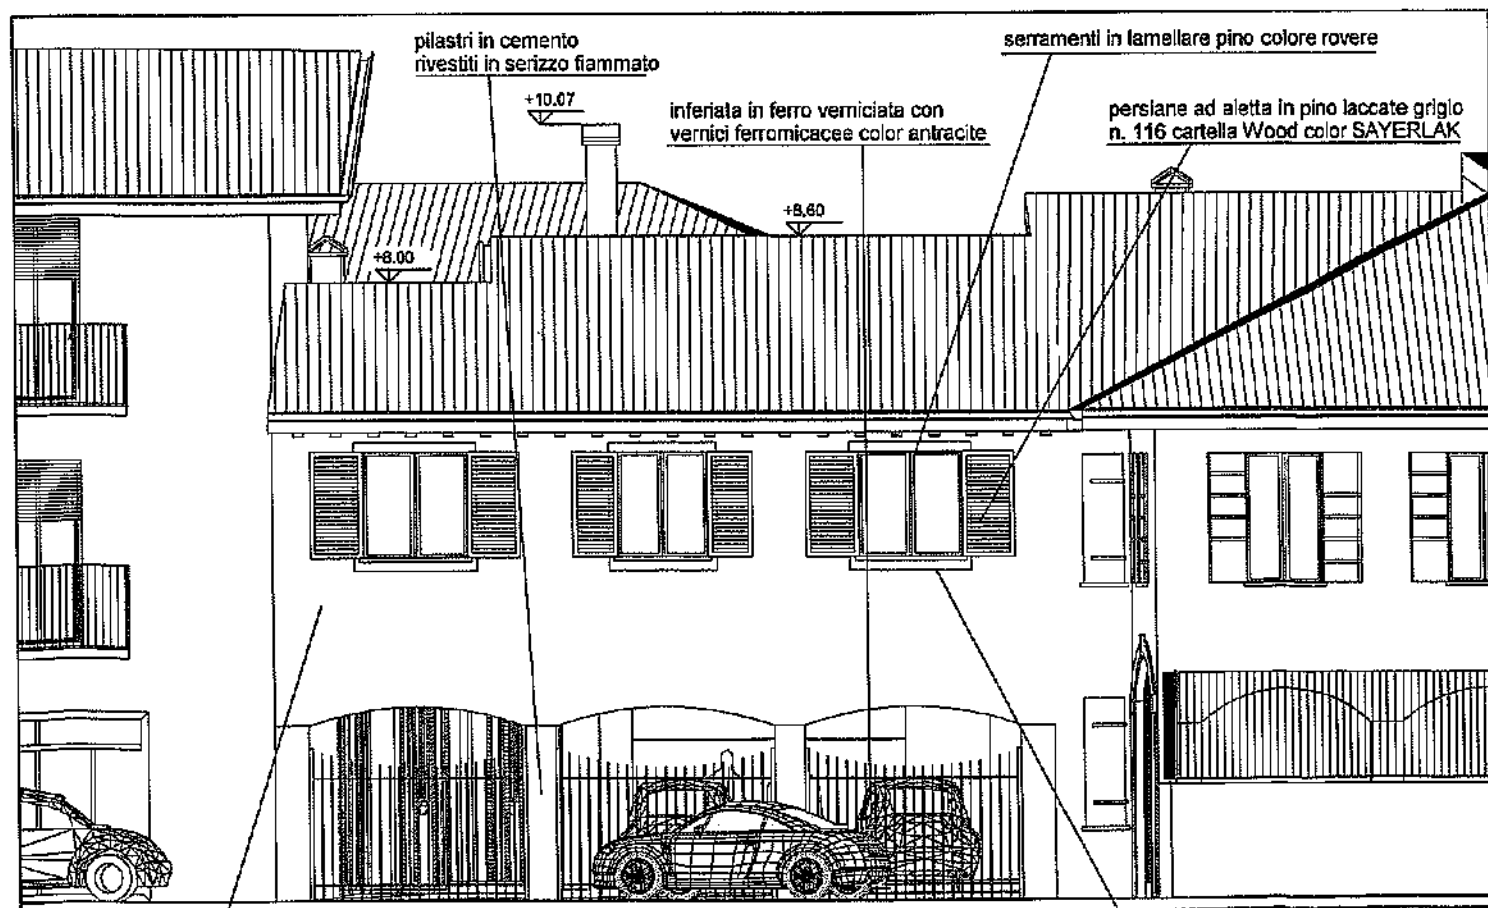 pilastri in cemento
rivestiti in serizzo fiammato
serramenti in lamellare pino colore rovere
+10.07
inferiata in ferro verniciata con
vernici ferromicacee color antracite
persiane ad aletta in pino laccate grigio
n. 116 cartella Wood color SAYERLAK
+8.60
+8.00